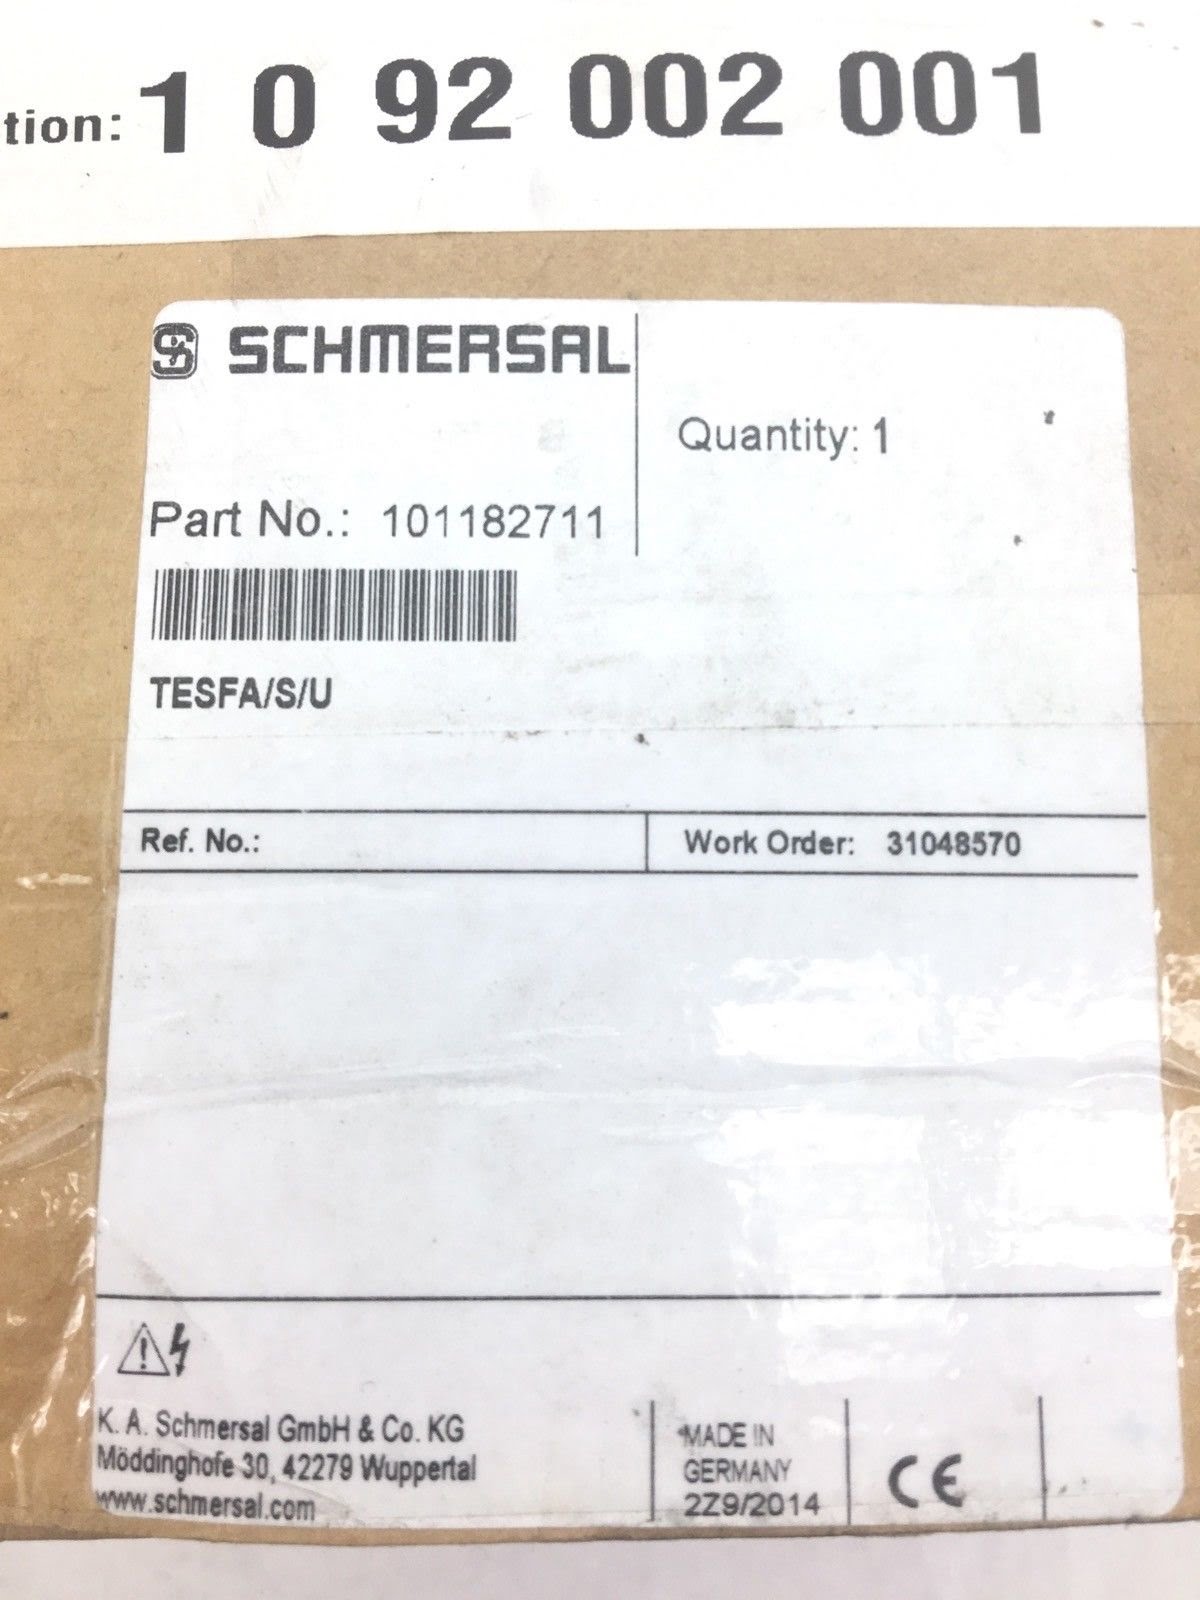 tion: 1 0 92 002 001
SCHMERSAL
Quantity: 1
Part No.: 101182711
TESFA/S/U
Ref. No.:
Work Order: 31048570
K. A. Schmersal GmbH & Co. KG
Möddinghofe 30, 42279 Wuppertal
www.schmersal.com
MADE IN
GERMANY
2Z9/2014
CE